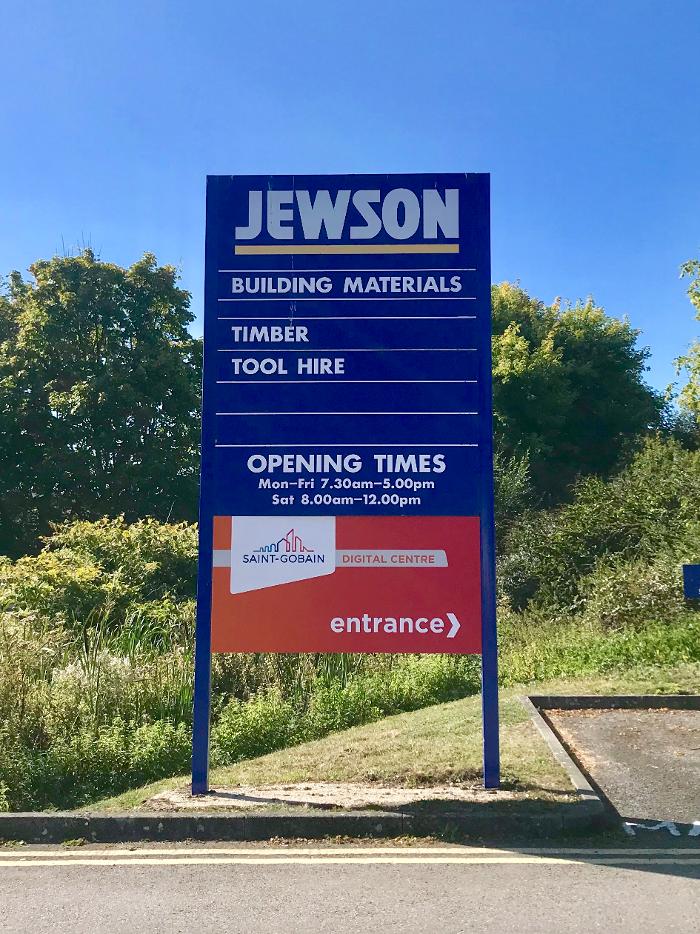 JEWSON
BUILDING MATERIALS
TIMBER
TOOL HIRE
OPENING TIMES
Mon–Fri 7.30am–5.00pm
Sat 8.00am–12.00pm
SAINT-GOBAIN
DIGITAL CENTRE
entrance